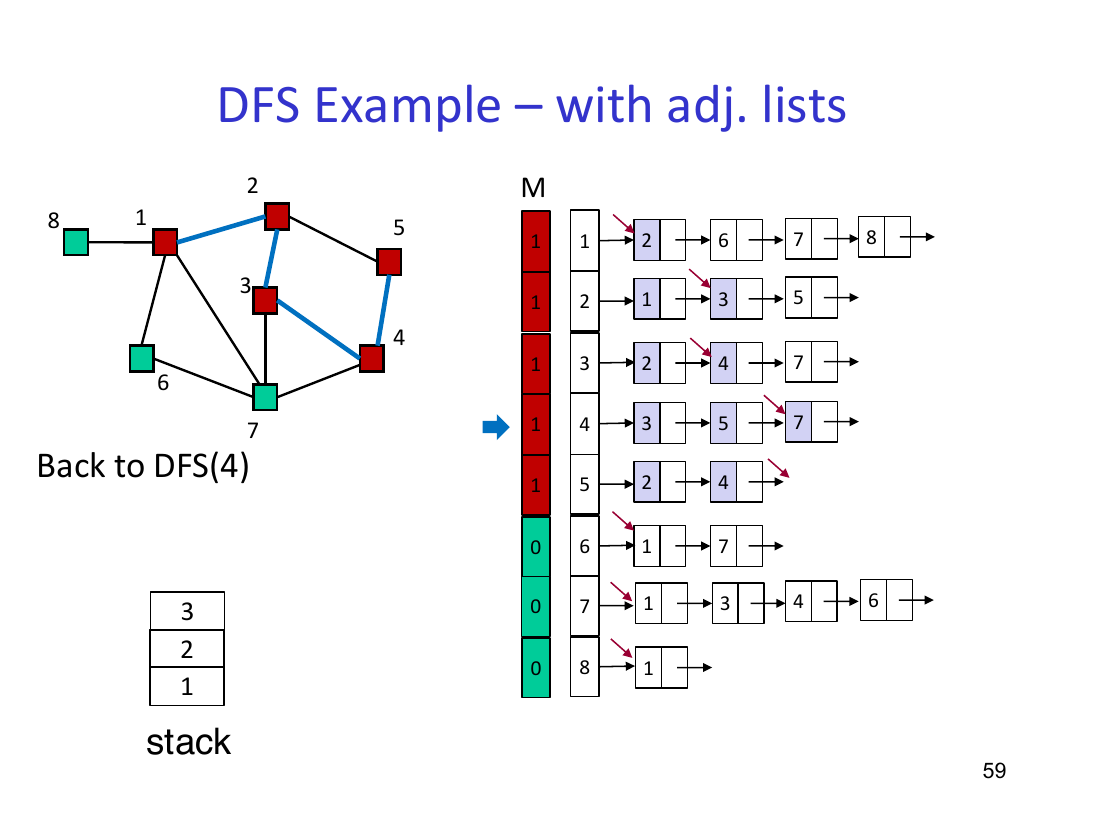 DFS Example – with adj. lists
M
2
8
1
5
3
4
6
7
Back to DFS(4)
1 1 2 6 7 8
1 2 1 3 5
1 3 2 4 7
1 4 3 5 7
1 5 2 4
0 6 1 7
0 7 1 3 4 6
0 8 1
3
2
1
stack
59